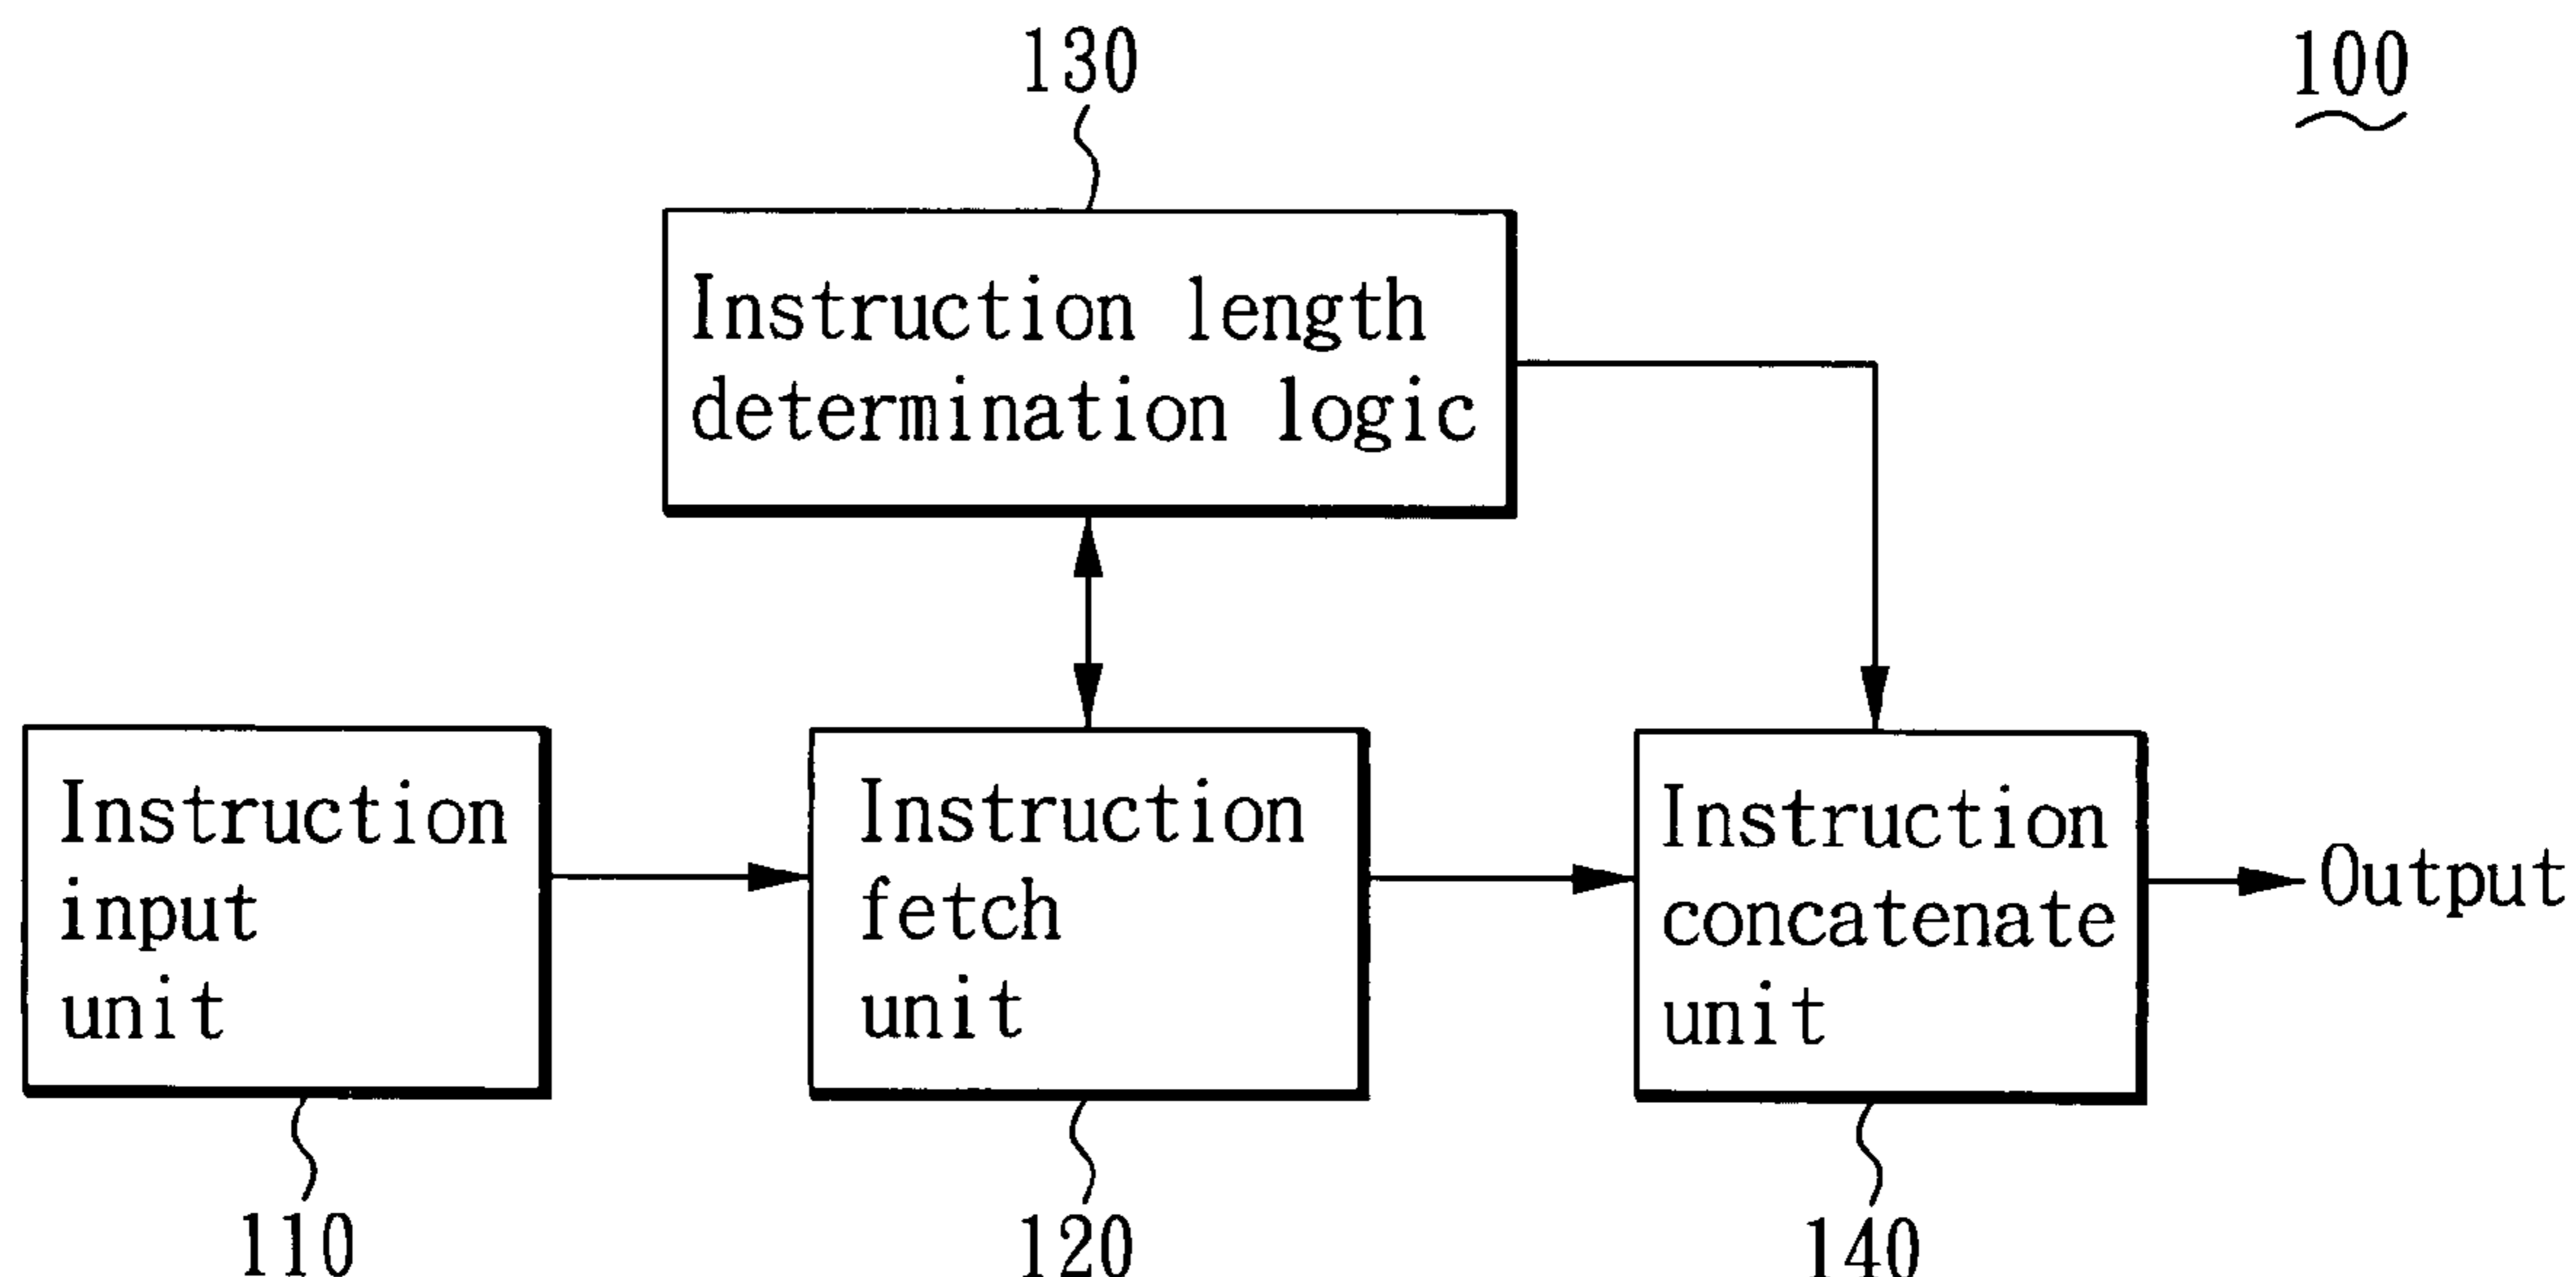 130
100
Instruction length
determination logic
Instruction
input
unit
Instruction
fetch
unit
Instruction
concatenate
unit
Output
110
120
140